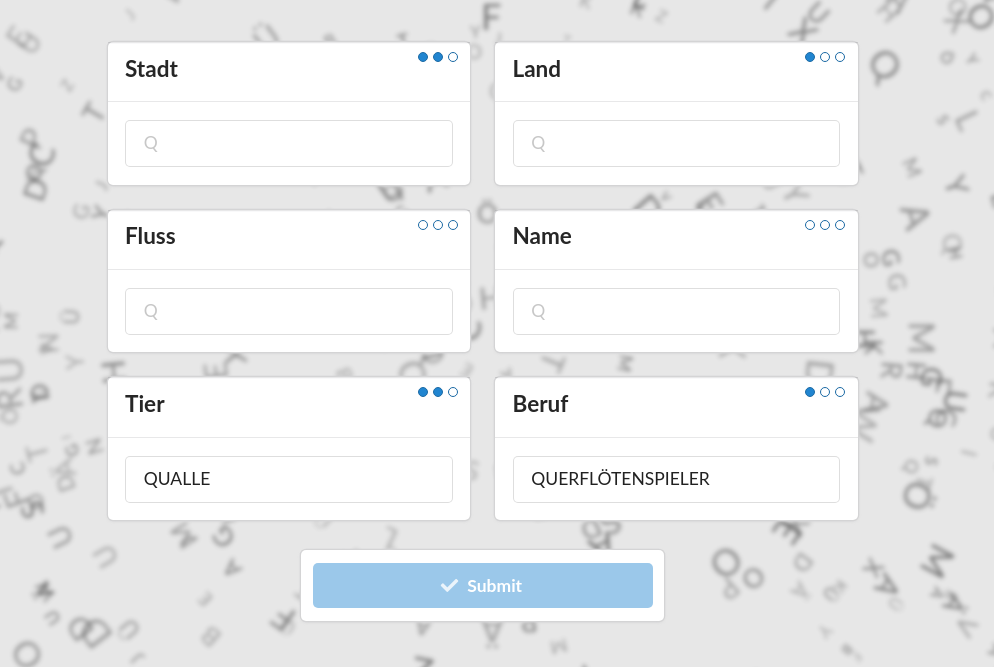 Stadt
Land
Q
Q
Fluss
Name
Q
Q
Tier
Beruf
QUALLE
QUERFLÖTENSPIELER
Submit